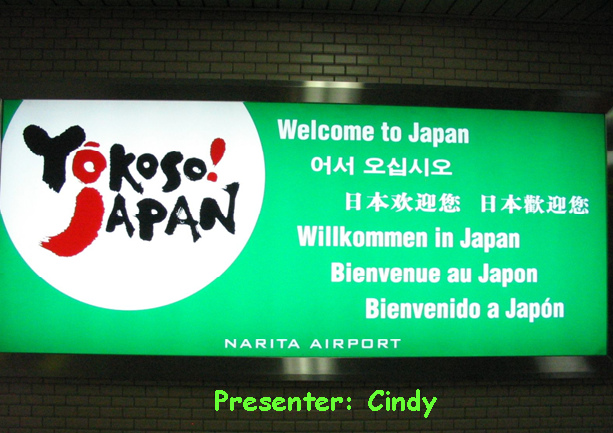 YŌKOSO!
JAPAN
Welcome to Japan
어서 오십시오
日本欢迎您 日本歡迎您
Willkommen in Japan
Bienvenue au Japon
Bienvenido a Japón
NARITA AIRPORT
Presenter: Cindy